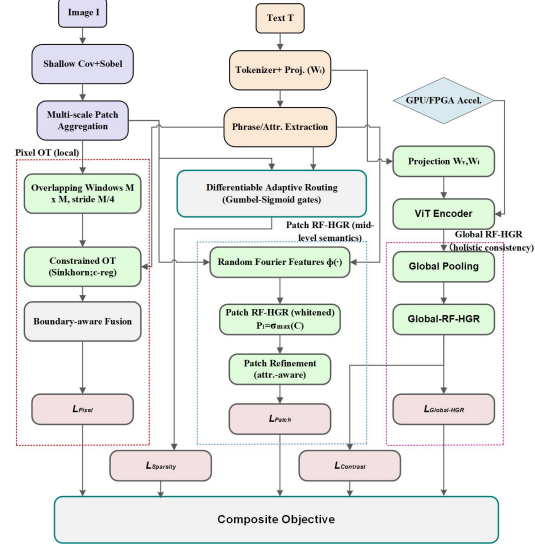 Image I
Text T
Shallow Cov+Sobel
Tokenizer+ Proj. (Wₜ)
GPU/FPGA Accel.
Multi-scale Patch
Aggregation
Phrase/Attr. Extraction
Pixel OT (local)
Projection Wᵥ,Wₜ
Overlapping Windows M
x M, stride M/4
Differentiable Adaptive Routing
(Gumbel-Sigmoid gates)
ViT Encoder
Patch RF-HGR (mid-
level semantics)
Global RF-HGR
(holistic consistency)
Constrained OT
(Sinkhorn;ε-reg)
Random Fourier Features ϕ(·)
Global Pooling
Boundary-aware Fusion
Patch RF-HGR (whitened)
Pₗ=σmax(C)
Global-RF-HGR
Patch Refinement
(attr.-aware)
L Pixel
L Patch
L Global-HGR
L Sparsity
L Contrast
Composite Objective